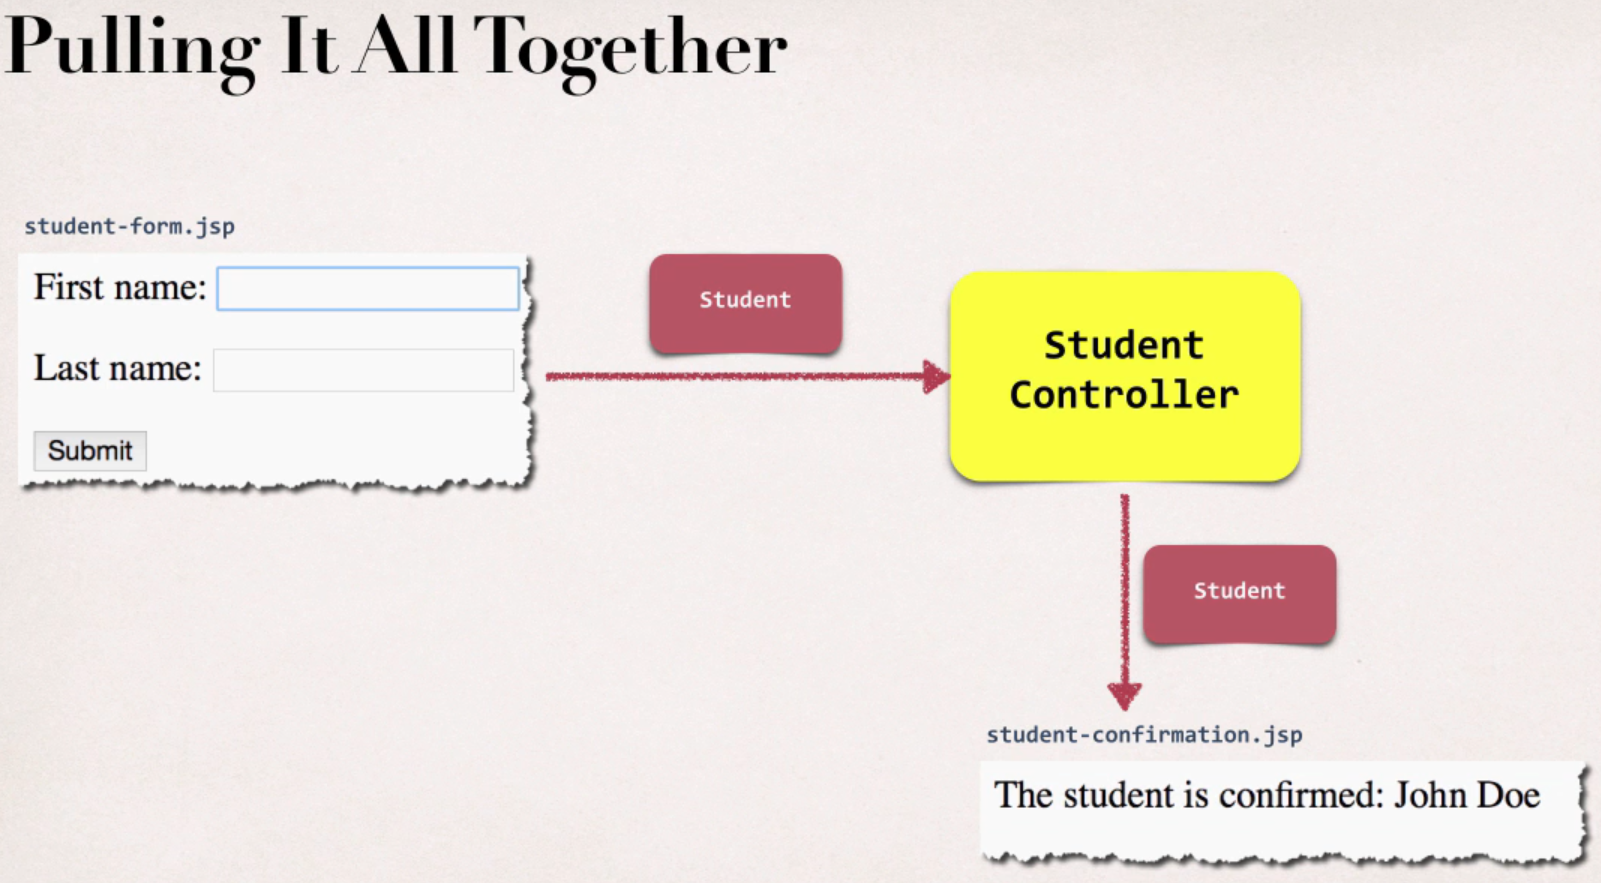 Pulling It All Together
student-form.jsp
First name:
Last name:
Submit
Student
Student
Controller
Student
student-confirmation.jsp
The student is confirmed: John Doe